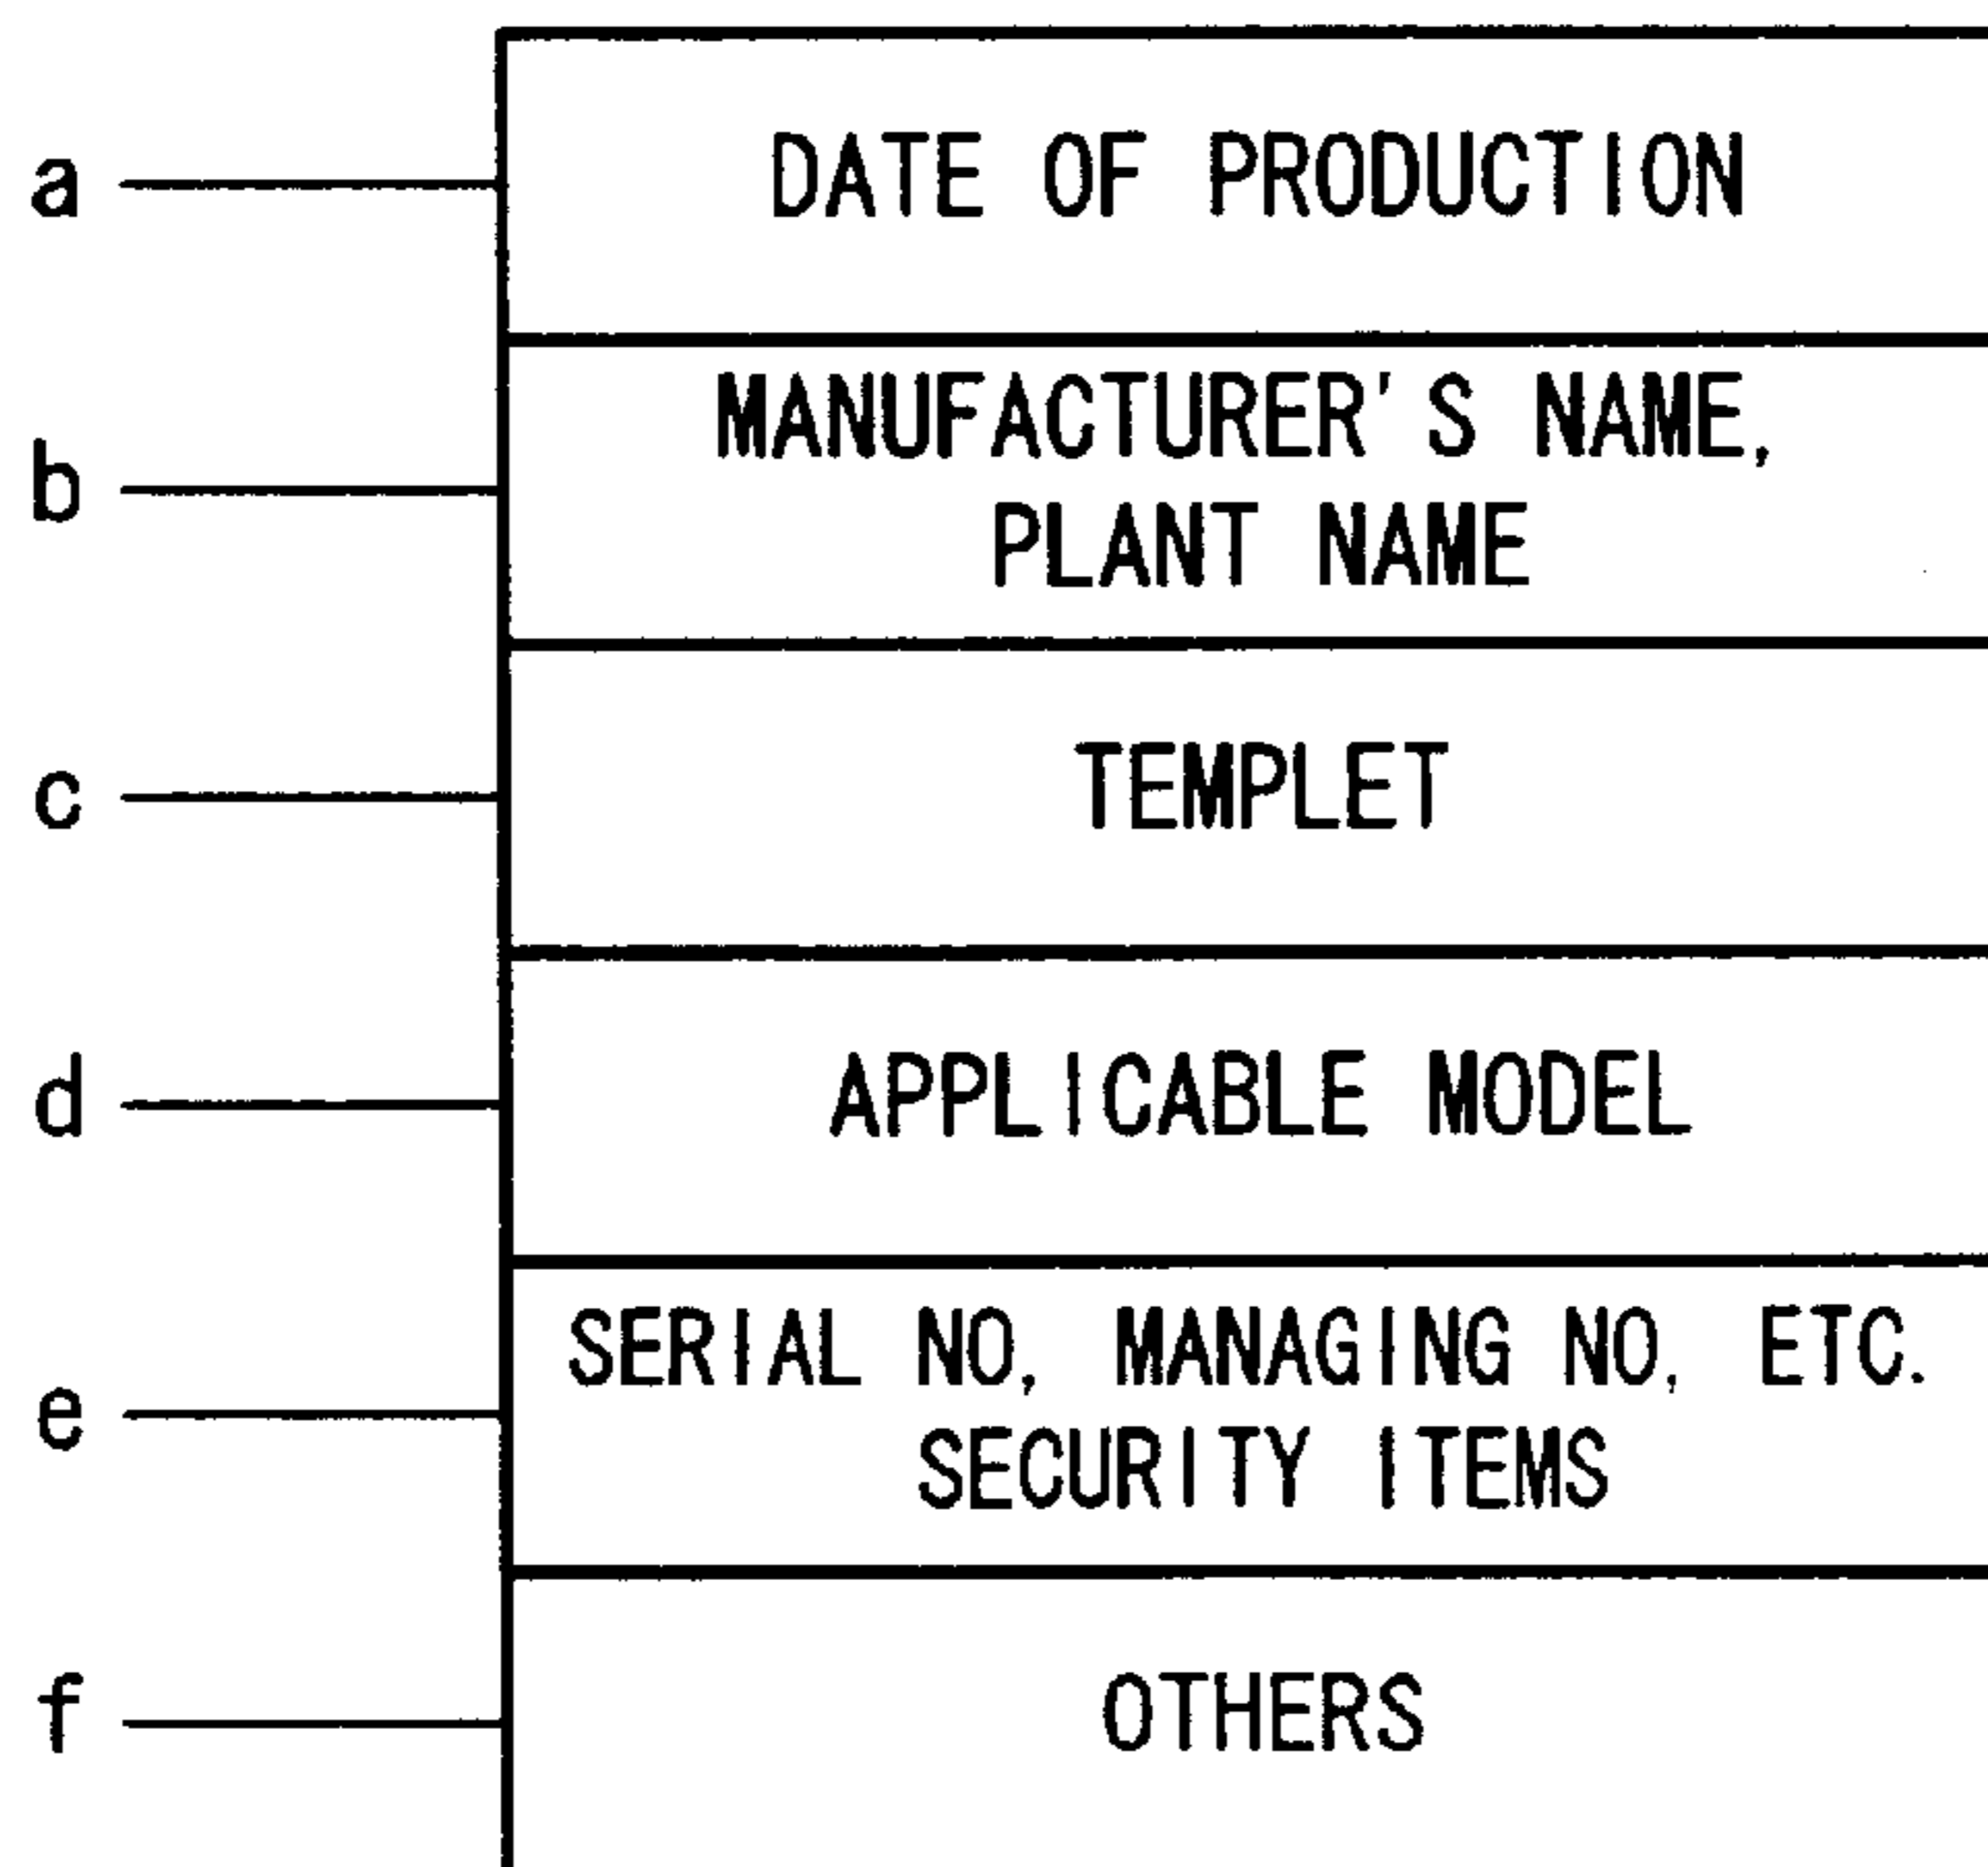 a DATE OF PRODUCTION
b MANUFACTURER'S NAME,
PLANT NAME
c TEMPLET
d APPLICABLE MODEL
e SERIAL NO, MANAGING NO, ETC.
SECURITY ITEMS
f OTHERS